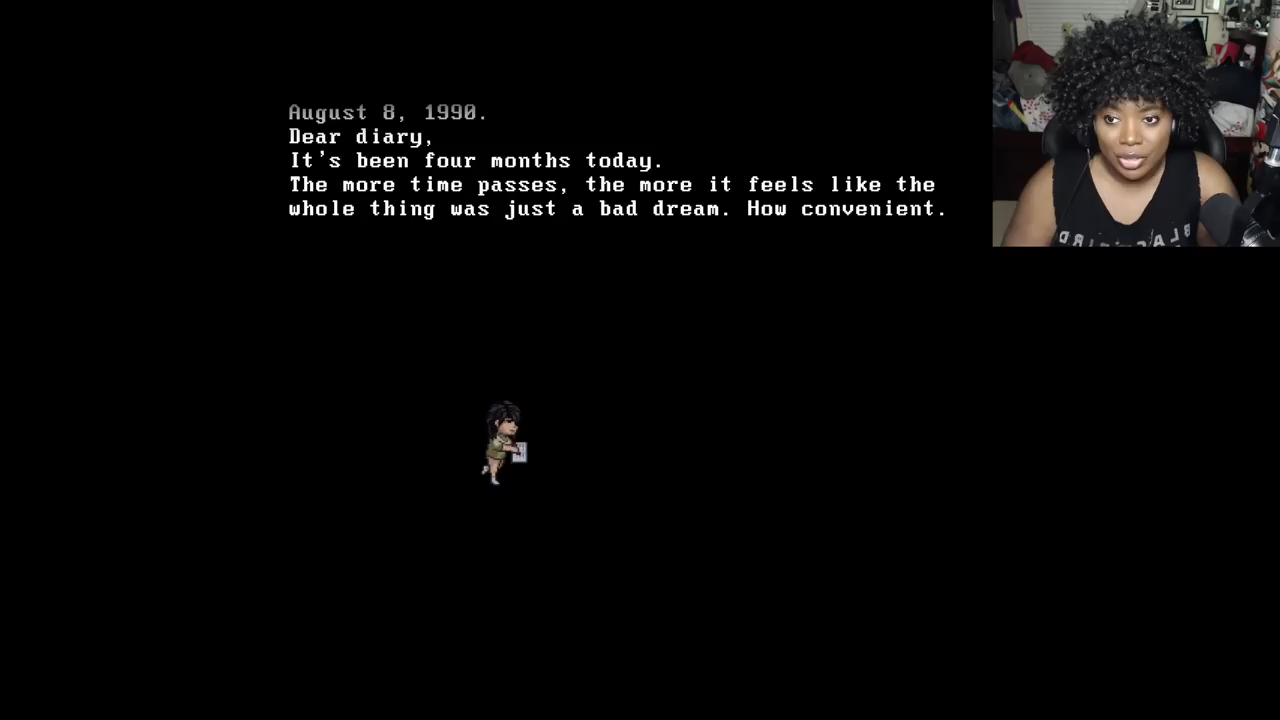 August 8, 1990.
Dear diary,
It's been four months today.
The more time passes, the more it feels like the
whole thing was just a bad dream. How convenient.